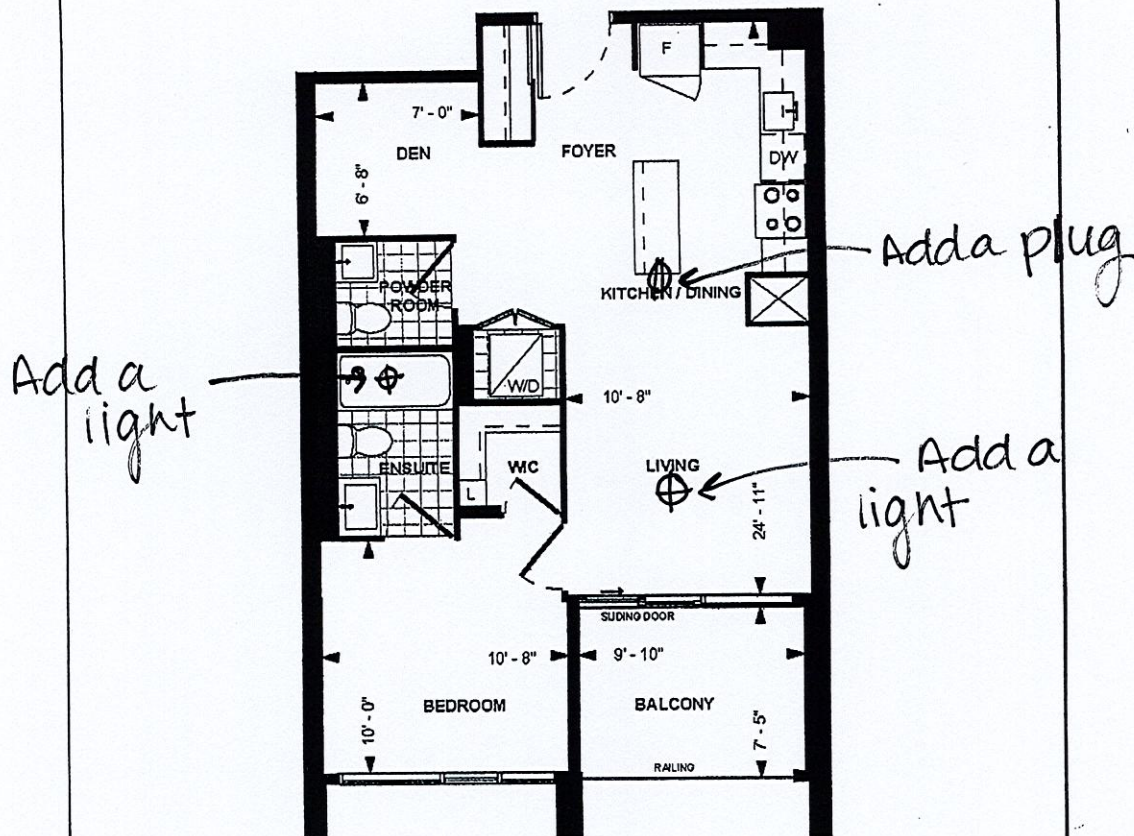 F
7' - 0"
DEN
FOYER
DW
6' - 8"
Add a plug
POWDER
ROOM
KITCHEN / DINING
Add a
light
W/D
10' - 8"
ENSUITE
WIC
L
LIVING
Add a
light
24' - 11"
SLIDING DOOR
10' - 8"
9' - 10"
BEDROOM
BALCONY
10' - 0"
7' - 5"
RAILING